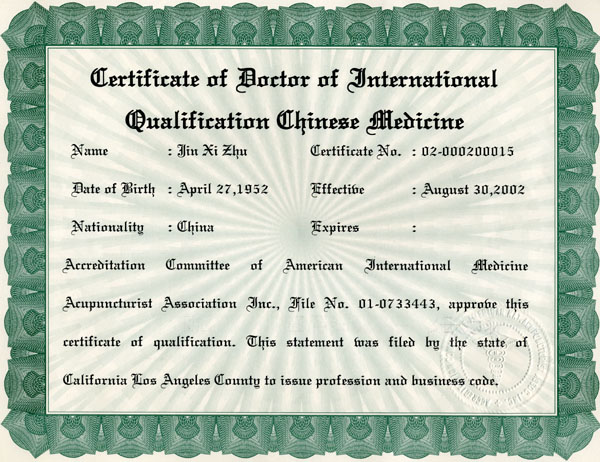 Certificate of Doctor of International
Qualification Chinese Medicine
Name : Jin Xi Zhu Certificate No. : 02-000200015
Date of Birth : April 27,1952 Effective : August 30,2002
Nationality : China Expires :
Accreditation Committee of American International Medicine
Acupuncturist Association Inc., File No. 01-0733443, approve this
certificate of qualification. This statement was filed by the state of
California Los Angeles County to issue profession and business code.